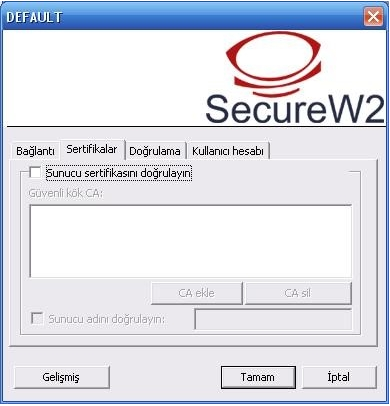 DEFAULT
SecureW2
Bağlantı Sertifikalar Doğrulama Kullanıcı hesabı
Sunucu sertifikasını doğrulayın
Güvenli kök CA:
CA ekle CA sil
Sunucu adını doğrulayın:
Gelişmiş Tamam İptal